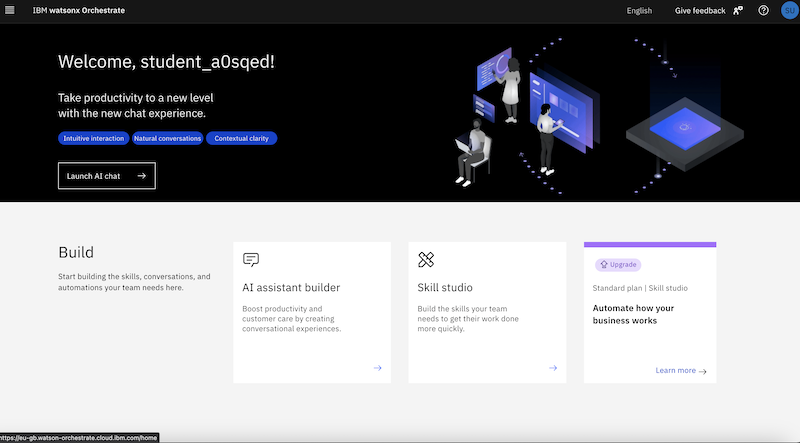 IBM watsonx Orchestrate
English
Give feedback
SU
Welcome, student_a0sqed!
Take productivity to a new level
with the new chat experience.
Intuitive interaction
Natural conversations
Contextual clarity
Launch AI chat
Build
Start building the skills, conversations, and
automations your team needs here.
AI assistant builder
Boost productivity and
customer care by creating
conversational experiences.
Skill studio
Build the skills your team
needs to get their work done
more quickly.
Upgrade
Standard plan | Skill studio
Automate how your
business works
Learn more
https://eu-gb.watson-orchestrate.cloud.ibm.com/home